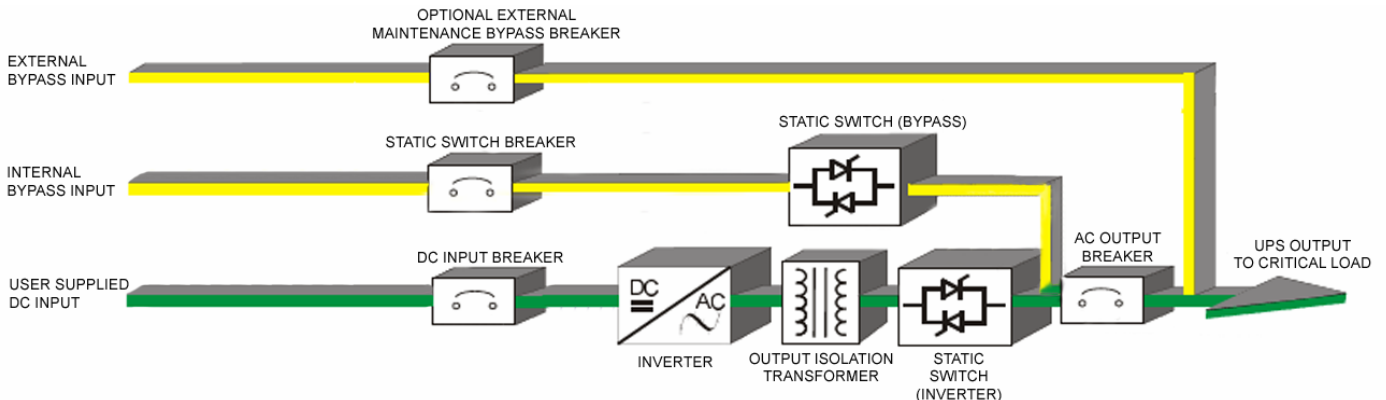 OPTIONAL EXTERNAL
MAINTENANCE BYPASS BREAKER
EXTERNAL
BYPASS INPUT
STATIC SWITCH BREAKER
STATIC SWITCH (BYPASS)
INTERNAL
BYPASS INPUT
DC INPUT BREAKER
AC OUTPUT
BREAKER
UPS OUTPUT
TO CRITICAL LOAD
USER SUPPLIED
DC INPUT
DC
AC
INVERTER
OUTPUT ISOLATION
TRANSFORMER
STATIC
SWITCH
(INVERTER)